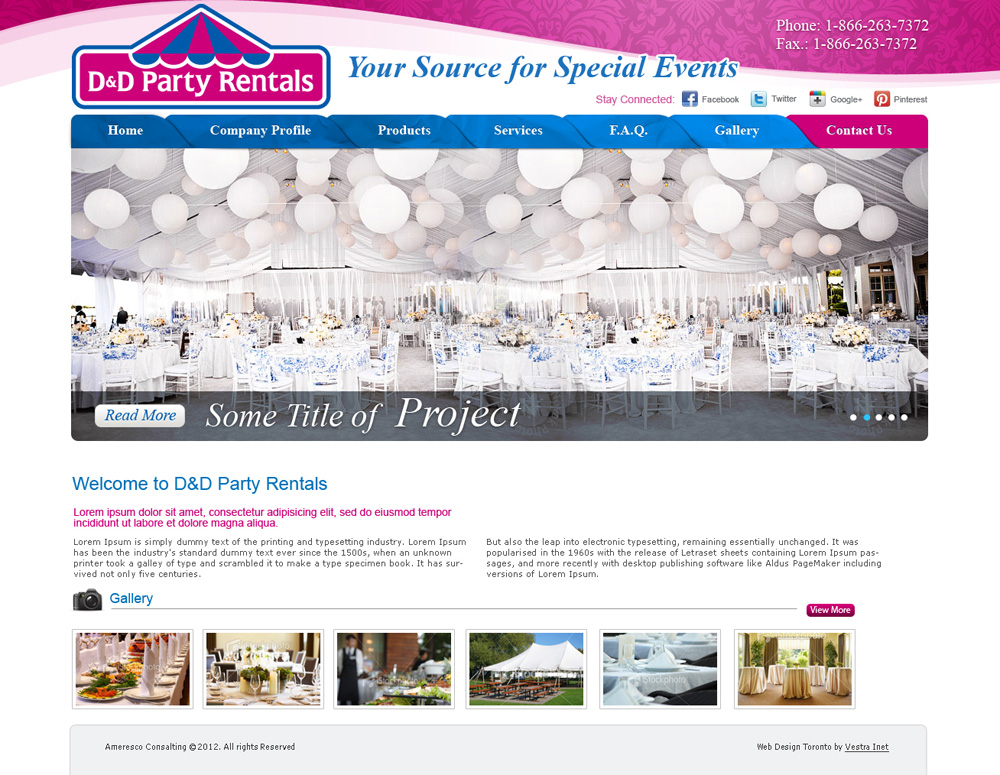 Phone: 1-866-263-7372
Fax.: 1-866-263-7372
D&D Party Rentals
Your Source for Special Events
Stay Connected: Facebook Twitter Google+ Pinterest
Home Company Profile Products Services F.A.Q. Gallery Contact Us
Read More Some Title of Project
Welcome to D&D Party Rentals
Lorem ipsum dolor sit amet, consectetur adipisicing elit, sed do eiusmod tempor
incididunt ut labore et dolore magna aliqua.
Lorem Ipsum is simply dummy text of the printing and typesetting industry. Lorem Ipsum
has been the industry's standard dummy text ever since the 1500s, when an unknown
printer took a galley of type and scrambled it to make a type specimen book. It has sur-
vived not only five centuries.
But also the leap into electronic typesetting, remaining essentially unchanged. It was
popularised in the 1960s with the release of Letraset sheets containing Lorem Ipsum pas-
sages, and more recently with desktop publishing software like Aldus PageMaker including
versions of Lorem Ipsum.
Gallery
View More
iStockphoto
Ameresco Consalting ©2012. All rights Reserved
Web Design Toronto by Vestra Inet